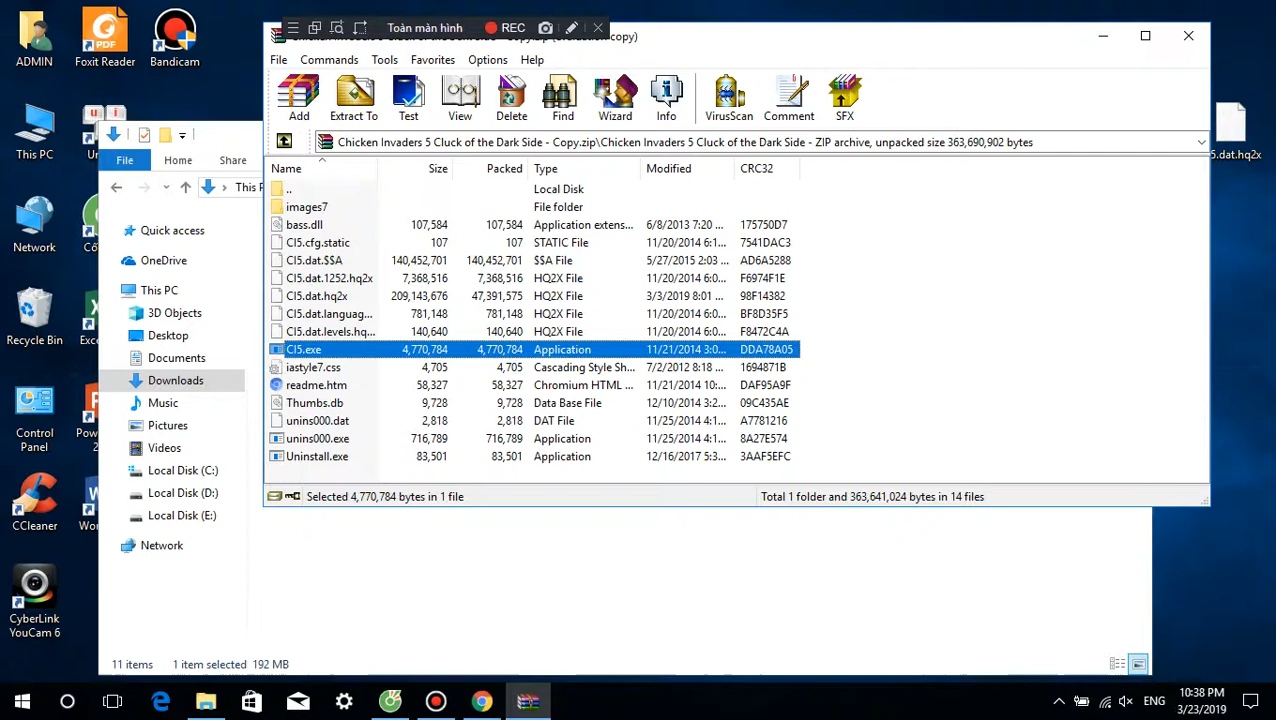 Toàn màn hình REC
Copy.zip (evaluation copy)
File Commands Tools Favorites Options Help
Add Extract To Test View Delete Find Wizard Info VirusScan Comment SFX
Chicken Invaders 5 Cluck of the Dark Side - Copy.zip\Chicken Invaders 5 Cluck of the Dark Side - ZIP archive, unpacked size 363,690,902 bytes
Name Size Packed Type Modified CRC32
.. Local Disk
images7 File folder
bass.dll 107,584 107,584 Application extens... 6/8/2013 7:20 ... 175750D7
CI5.cfg.static 107 107 STATIC File 11/20/2014 6:1... 7541DAC3
CI5.dat.$$A 140,452,701 140,452,701 $$A File 5/27/2015 2:03 ... AD6A5288
CI5.dat.1252.hq2x 7,368,516 7,368,516 HQ2X File 11/20/2014 6:0... F6974F1E
CI5.dat.hq2x 209,143,676 47,391,575 HQ2X File 3/3/2019 8:01 ... 98F14382
CI5.dat.languag... 781,148 781,148 HQ2X File 11/20/2014 6:0... BF8D35F5
CI5.dat.levels.hq... 140,640 140,640 HQ2X File 11/20/2014 6:0... F8472C4A
CI5.exe 4,770,784 4,770,784 Application 11/21/2014 3:0... DDA78A05
iastyle7.css 4,705 4,705 Cascading Style Sh... 7/2/2012 8:18 ... 1694871B
readme.htm 58,327 58,327 Chromium HTML ... 11/21/2014 10:... DAF95A9F
Thumbs.db 9,728 9,728 Data Base File 12/10/2014 3:2... 09C435AE
unins000.dat 2,818 2,818 DAT File 11/25/2014 4:1... A7781216
unins000.exe 716,789 716,789 Application 11/25/2014 4:1... 8A27E574
Uninstall.exe 83,501 83,501 Application 12/16/2017 5:3... 3AAF5EFC
Selected 4,770,784 bytes in 1 file Total 1 folder and 363,641,024 bytes in 14 files
ADMIN Foxit Reader Bandicam
This PC
Network
Recycle Bin
Control
Panel
CCleaner
CyberLink
YouCam 6
5.dat.hq2x
File Home Share
This P
Quick access
OneDrive
This PC
3D Objects
Desktop
Documents
Downloads
Music
Pictures
Videos
Local Disk (C:)
Local Disk (D:)
Local Disk (E:)
Network
11 items 1 item selected 192 MB
ENG 10:38 PM
3/23/2019